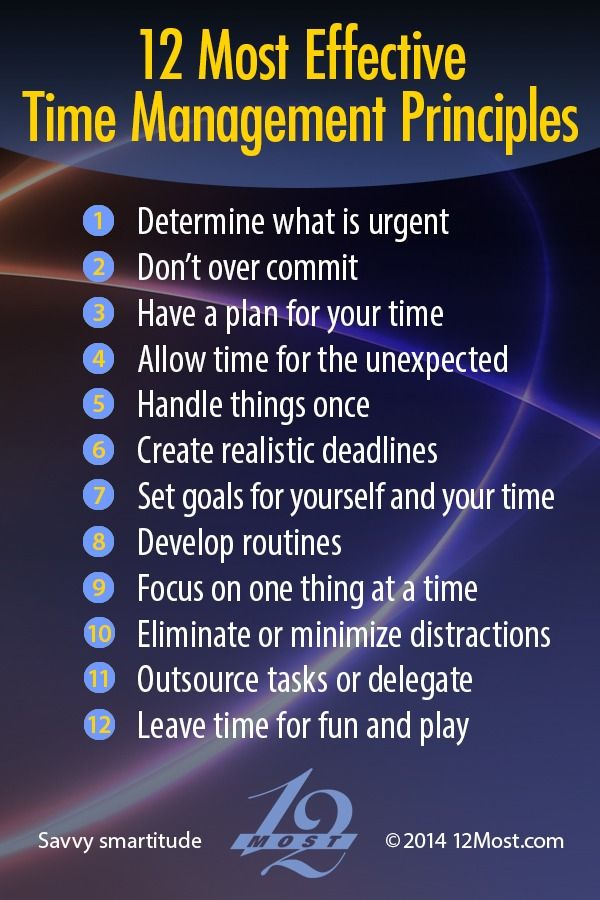 12 Most Effective
Time Management Principles
1 Determine what is urgent
2 Don't over commit
3 Have a plan for your time
4 Allow time for the unexpected
5 Handle things once
6 Create realistic deadlines
7 Set goals for yourself and your time
8 Develop routines
9 Focus on one thing at a time
10 Eliminate or minimize distractions
11 Outsource tasks or delegate
12 Leave time for fun and play
Savvy smartitude
12
MOST
©2014 12Most.com